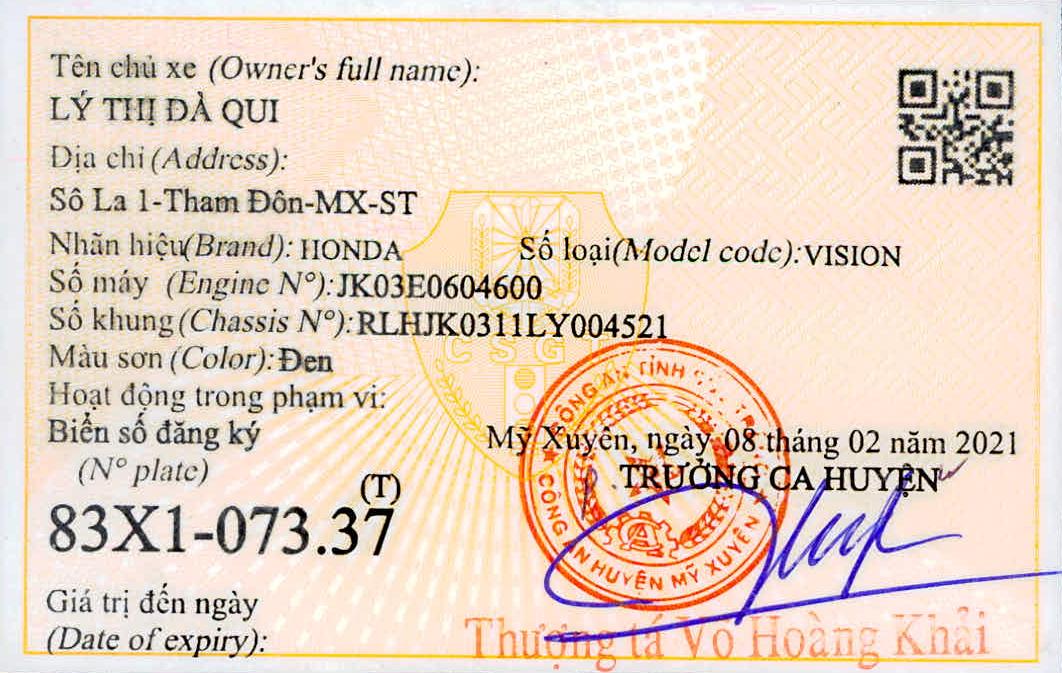 Tên chủ xe (Owner's full name):
LÝ THỊ ĐÀ QUI
Địa chỉ (Address):
Sô La 1-Tham Đôn-MX-ST
Nhãn hiệu(Brand): HONDA Số loại(Model code):VISION
Số máy (Engine N°):JK03E0604600
Số khung(Chassis N°):RLHJK0311LY004521
CSGT
Màu sơn (Color):Đen
Hoạt động trong phạm vi:
Biển số đăng ký
(N° plate)
Mỹ Xuyên, ngày 08 tháng 02 năm 2021
TRƯỞNG CA HUYỆN
(T)
83X1-073.37
CÔNG AN TỈNH
CÔNG AN HUYỆN MỸ XUYÊN
CA
Giá trị đến ngày
(Date of expiry):
Thượng tá Võ Hoàng Khải